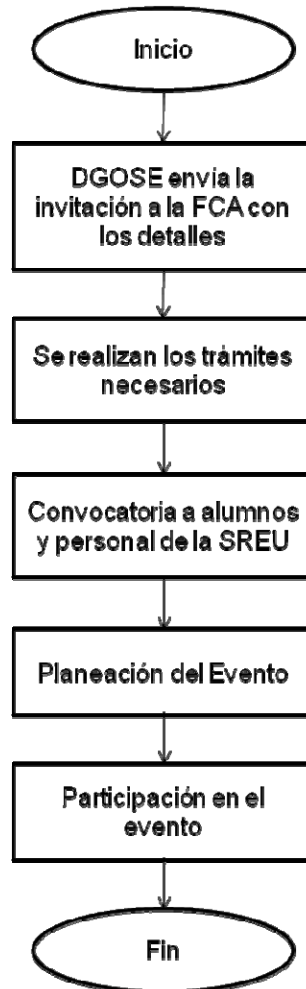 Inicio
DGOSE envía la
invitación a la FCA con
los detalles
Se realizan los trámites
necesarios
Convocatoria a alumnos
y personal de la SREU
Planeación del Evento
Participación en el
evento
Fin